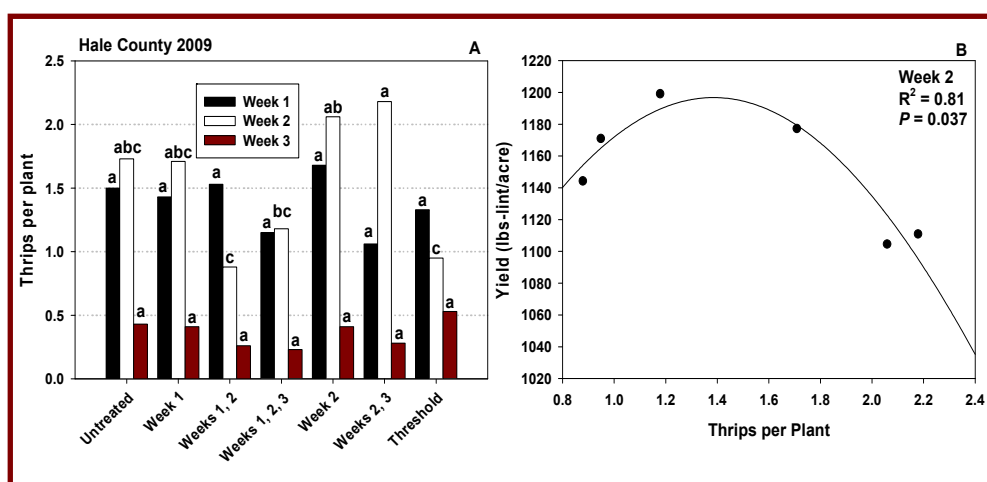 Hale County 2009
A
Thrips per plant
2.5
2.0
1.5
1.0
0.5
0.0
Week 1
Week 2
Week 3
a abc a
a abc a
a c a
a bc a
a ab a
a a a
a c a
Untreated
Week 1
Weeks 1, 2
Weeks 1, 2, 3
Week 2
Weeks 2, 3
Threshold
B
Week 2
R² = 0.81
P = 0.037
Yield (lbs-lint/acre)
1220
1200
1180
1160
1140
1120
1100
1080
1060
1040
1020
0.8 1.0 1.2 1.4 1.6 1.8 2.0 2.2 2.4
Thrips per Plant